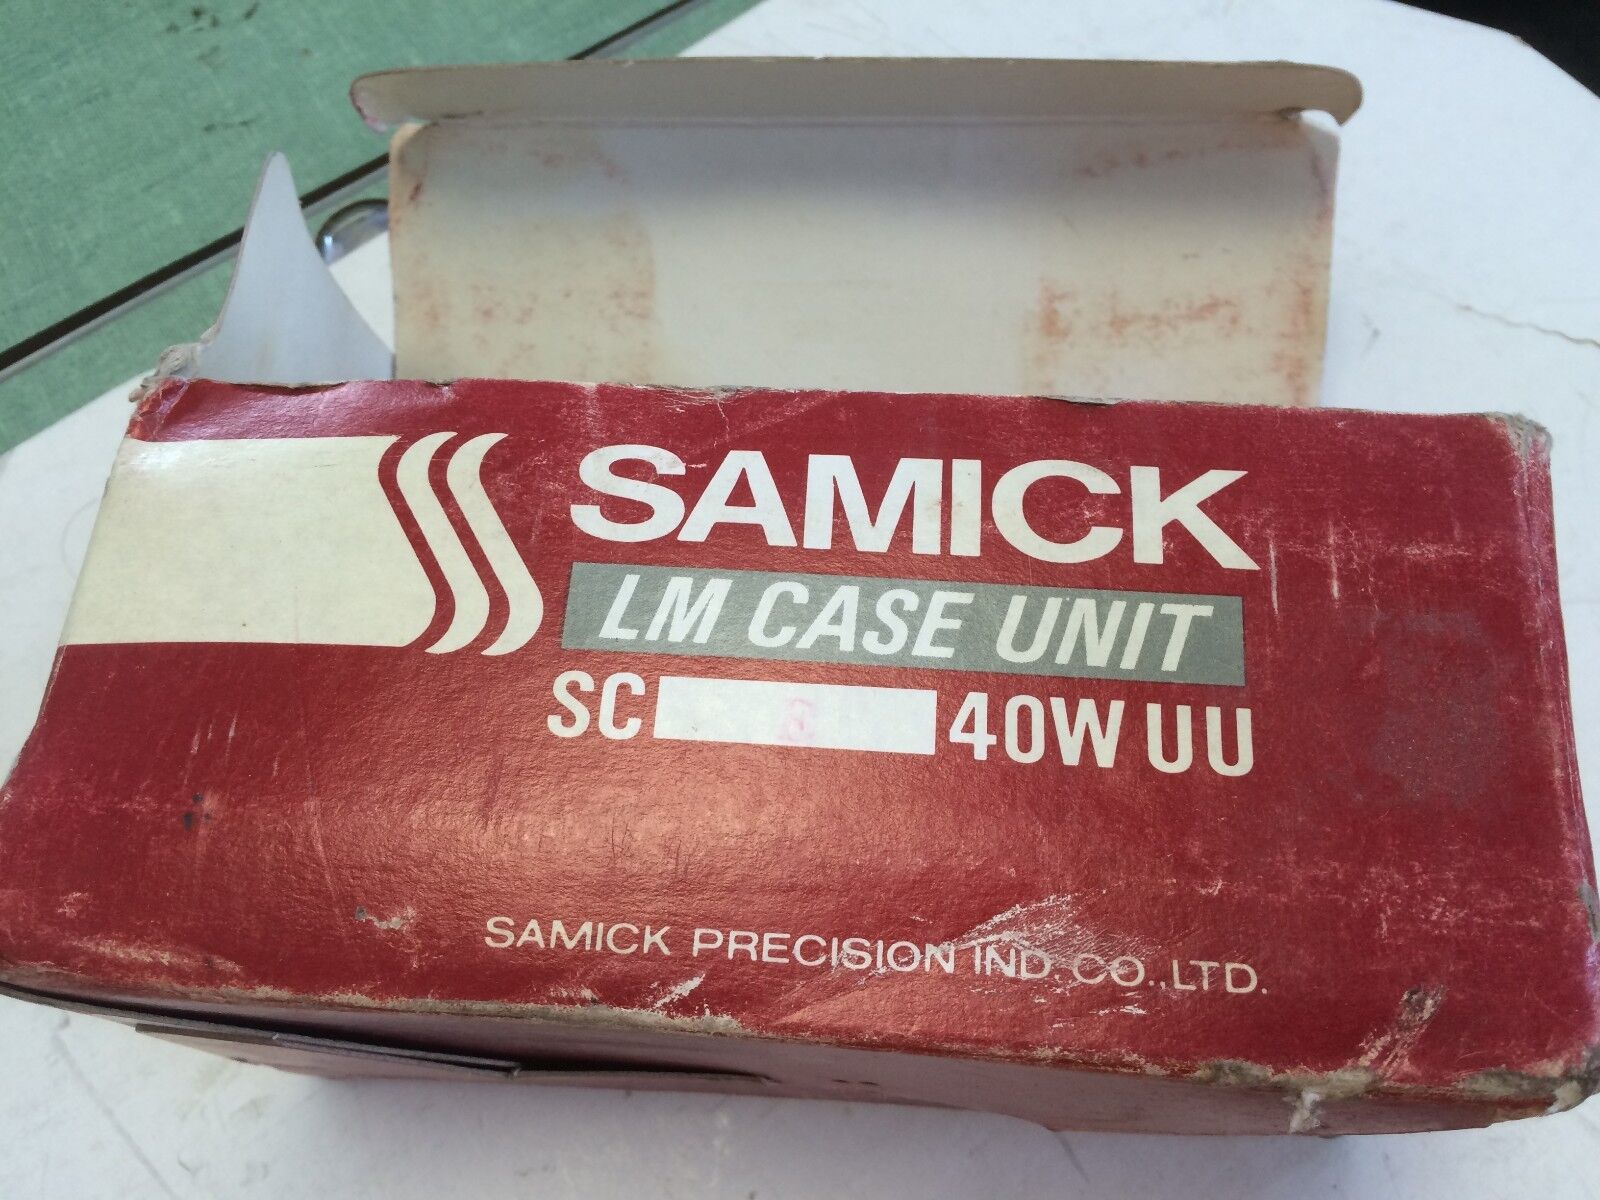 SAMICK
LM CASE UNIT
SC 40W UU
SAMICK PRECISION IND. CO., LTD.